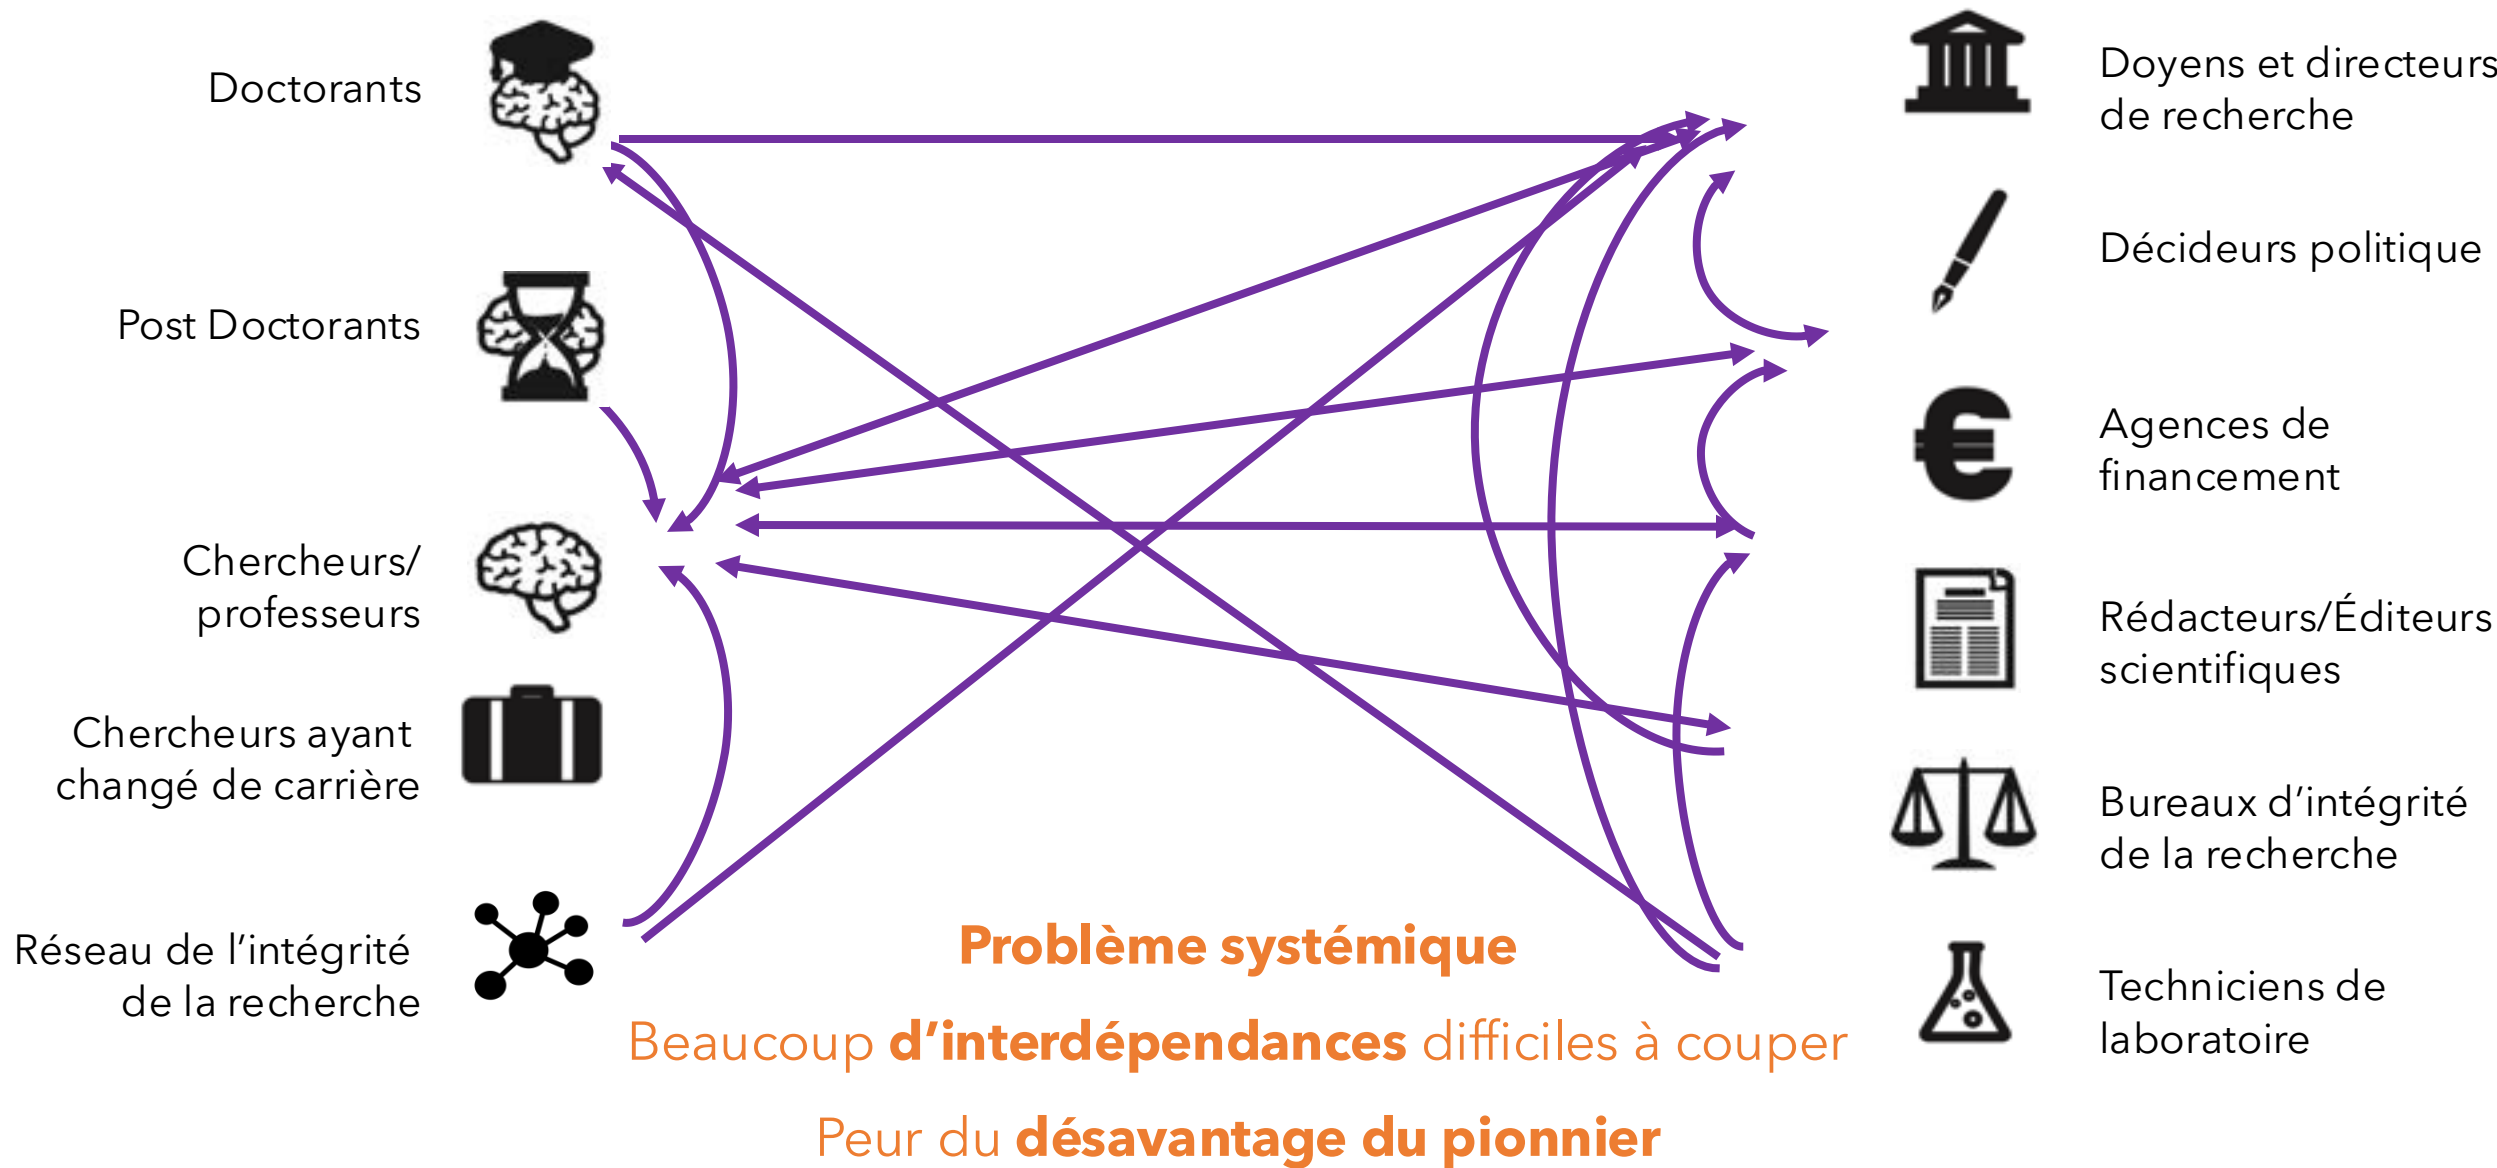 Doctorants
Post Doctorants
Chercheurs/
professeurs
Chercheurs ayant
changé de carrière
Réseau de l’intégrité
de la recherche
Doyens et directeurs
de recherche
Décideurs politique
Agences de
financement
Rédacteurs/Éditeurs
scientifiques
Bureaux d’intégrité
de la recherche
Techniciens de
laboratoire
Problème systémique
Beaucoup d’interdépendances difficiles à couper
Peur du désavantage du pionnier